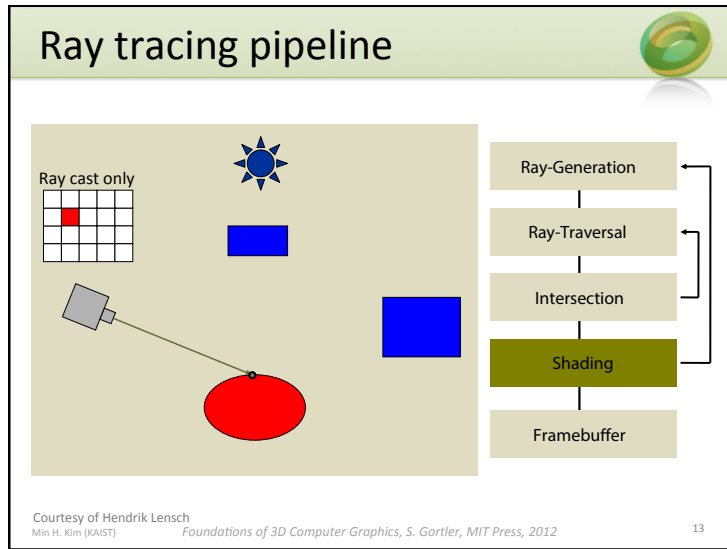 Ray tracing pipeline
Ray cast only
Ray-Generation
Ray-Traversal
Intersection
Shading
Framebuffer
Courtesy of Hendrik Lensch
Min H. Kim (KAIST)
Foundations of 3D Computer Graphics, S. Gortler, MIT Press, 2012
13